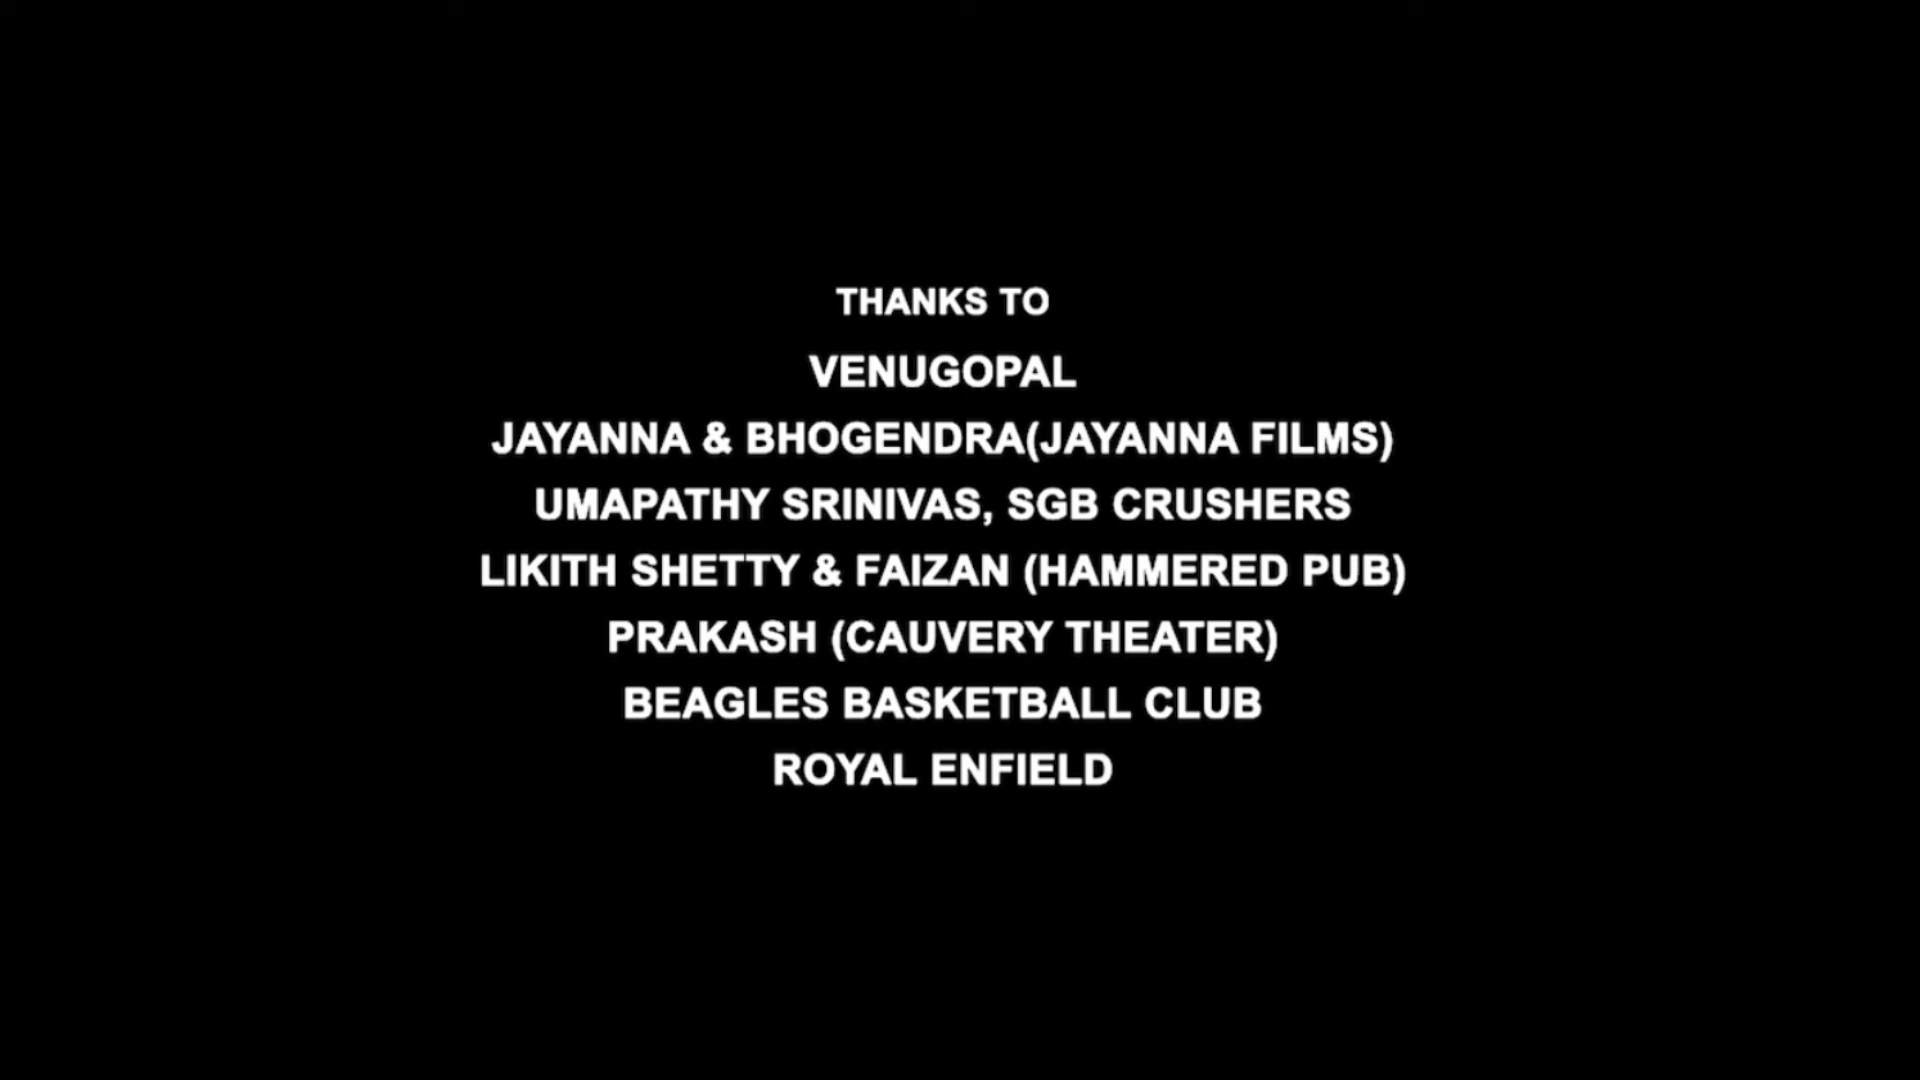 THANKS TO
VENUGOPAL
JAYANNA & BHOGENDRA(JAYANNA FILMS)
UMAPATHY SRINIVAS, SGB CRUSHERS
LIKITH SHETTY & FAIZAN (HAMMERED PUB)
PRAKASH (CAUVERY THEATER)
BEAGLES BASKETBALL CLUB
ROYAL ENFIELD